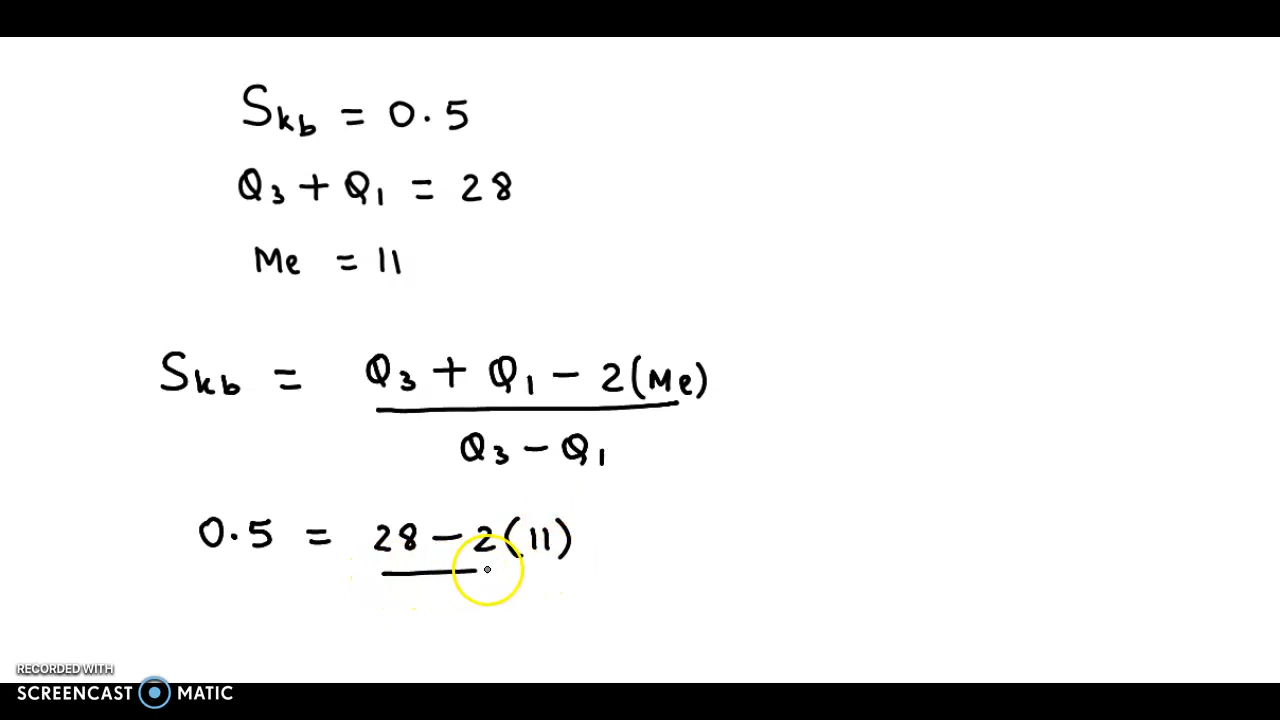 Skb = 0.5
Q3 + Q1 = 28
Me = 11
Skb = Q3 + Q1 - 2(Me)
Q3 - Q1
0.5 = 28 - 2(11)
RECORDED WITH
SCREENCAST MATIC